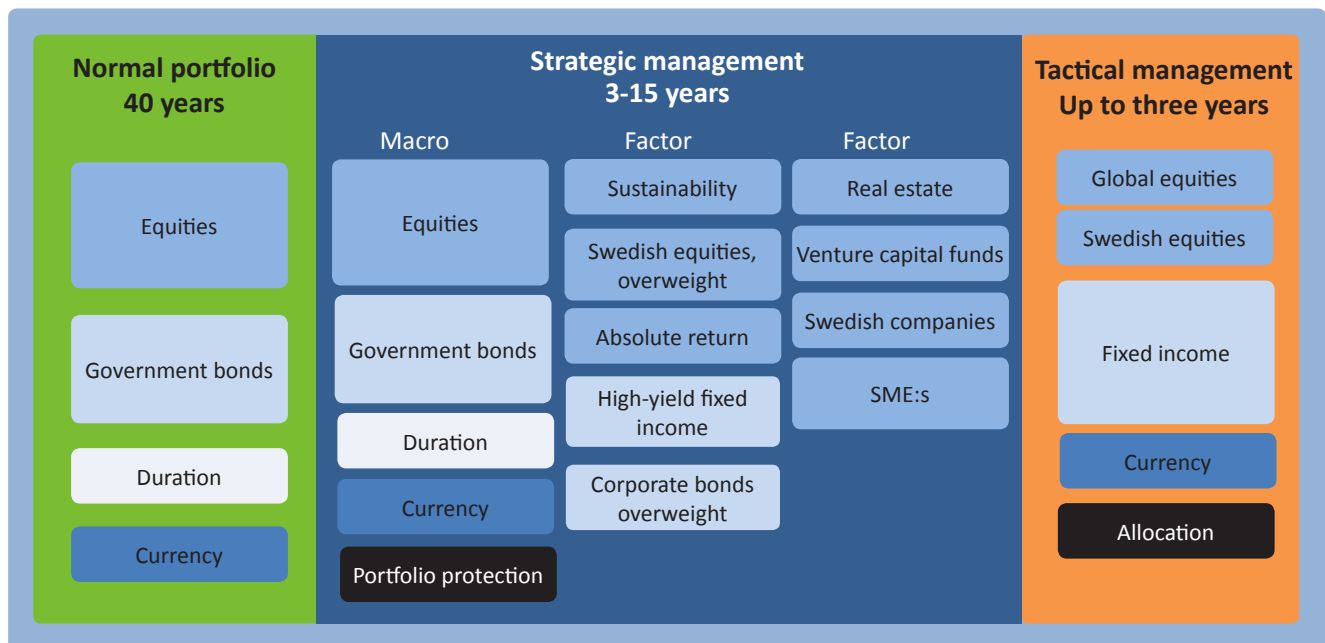 Normal portfolio
40 years
Equities
Government bonds
Duration
Currency
Strategic management
3-15 years
Macro
Equities
Government bonds
Duration
Currency
Portfolio protection
Factor
Sustainability
Swedish equities,
overweight
Absolute return
High-yield fixed
income
Corporate bonds
overweight
Factor
Real estate
Venture capital funds
Swedish companies
SME:s
Tactical management
Up to three years
Global equities
Swedish equities
Fixed income
Currency
Allocation